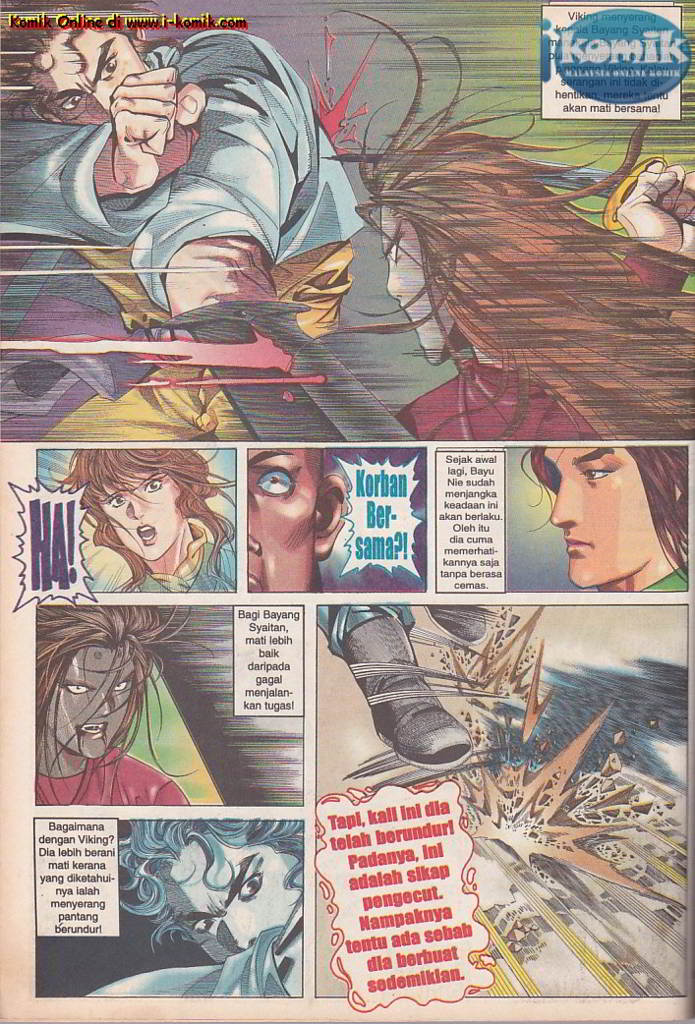 Komik Online di www.i-komik.com
Viking menyerang
Bayang
serangan ini tidak di-
hentikan, mereka tentu
akan mati bersama!
ikomik
MALAYSIA ONLINE KOMIK
HA!
Korban
Ber-
sama?!
Sejak awal
lagi, Bayu
Nie sudah
menjangka
keadaan ini
akan berlaku.
Oleh itu
dia cuma
memerhati-
kannya saja
tanpa berasa
cemas.
Bagi Bayang
Syaitan,
mati lebih
baik
daripada
gagal
menjalan-
kan tugas!
Bagaimana
dengan Viking?
Dia lebih berani
mati kerana
yang diketahui-
nya ialah
menyerang
pantang
berundur!
Tapi, kali ini dia
telah berundur!
Padanya, ini
adalah sikap
pengecut.
Nampaknya
tentu ada sebab
dia berbuat
sedemikian.